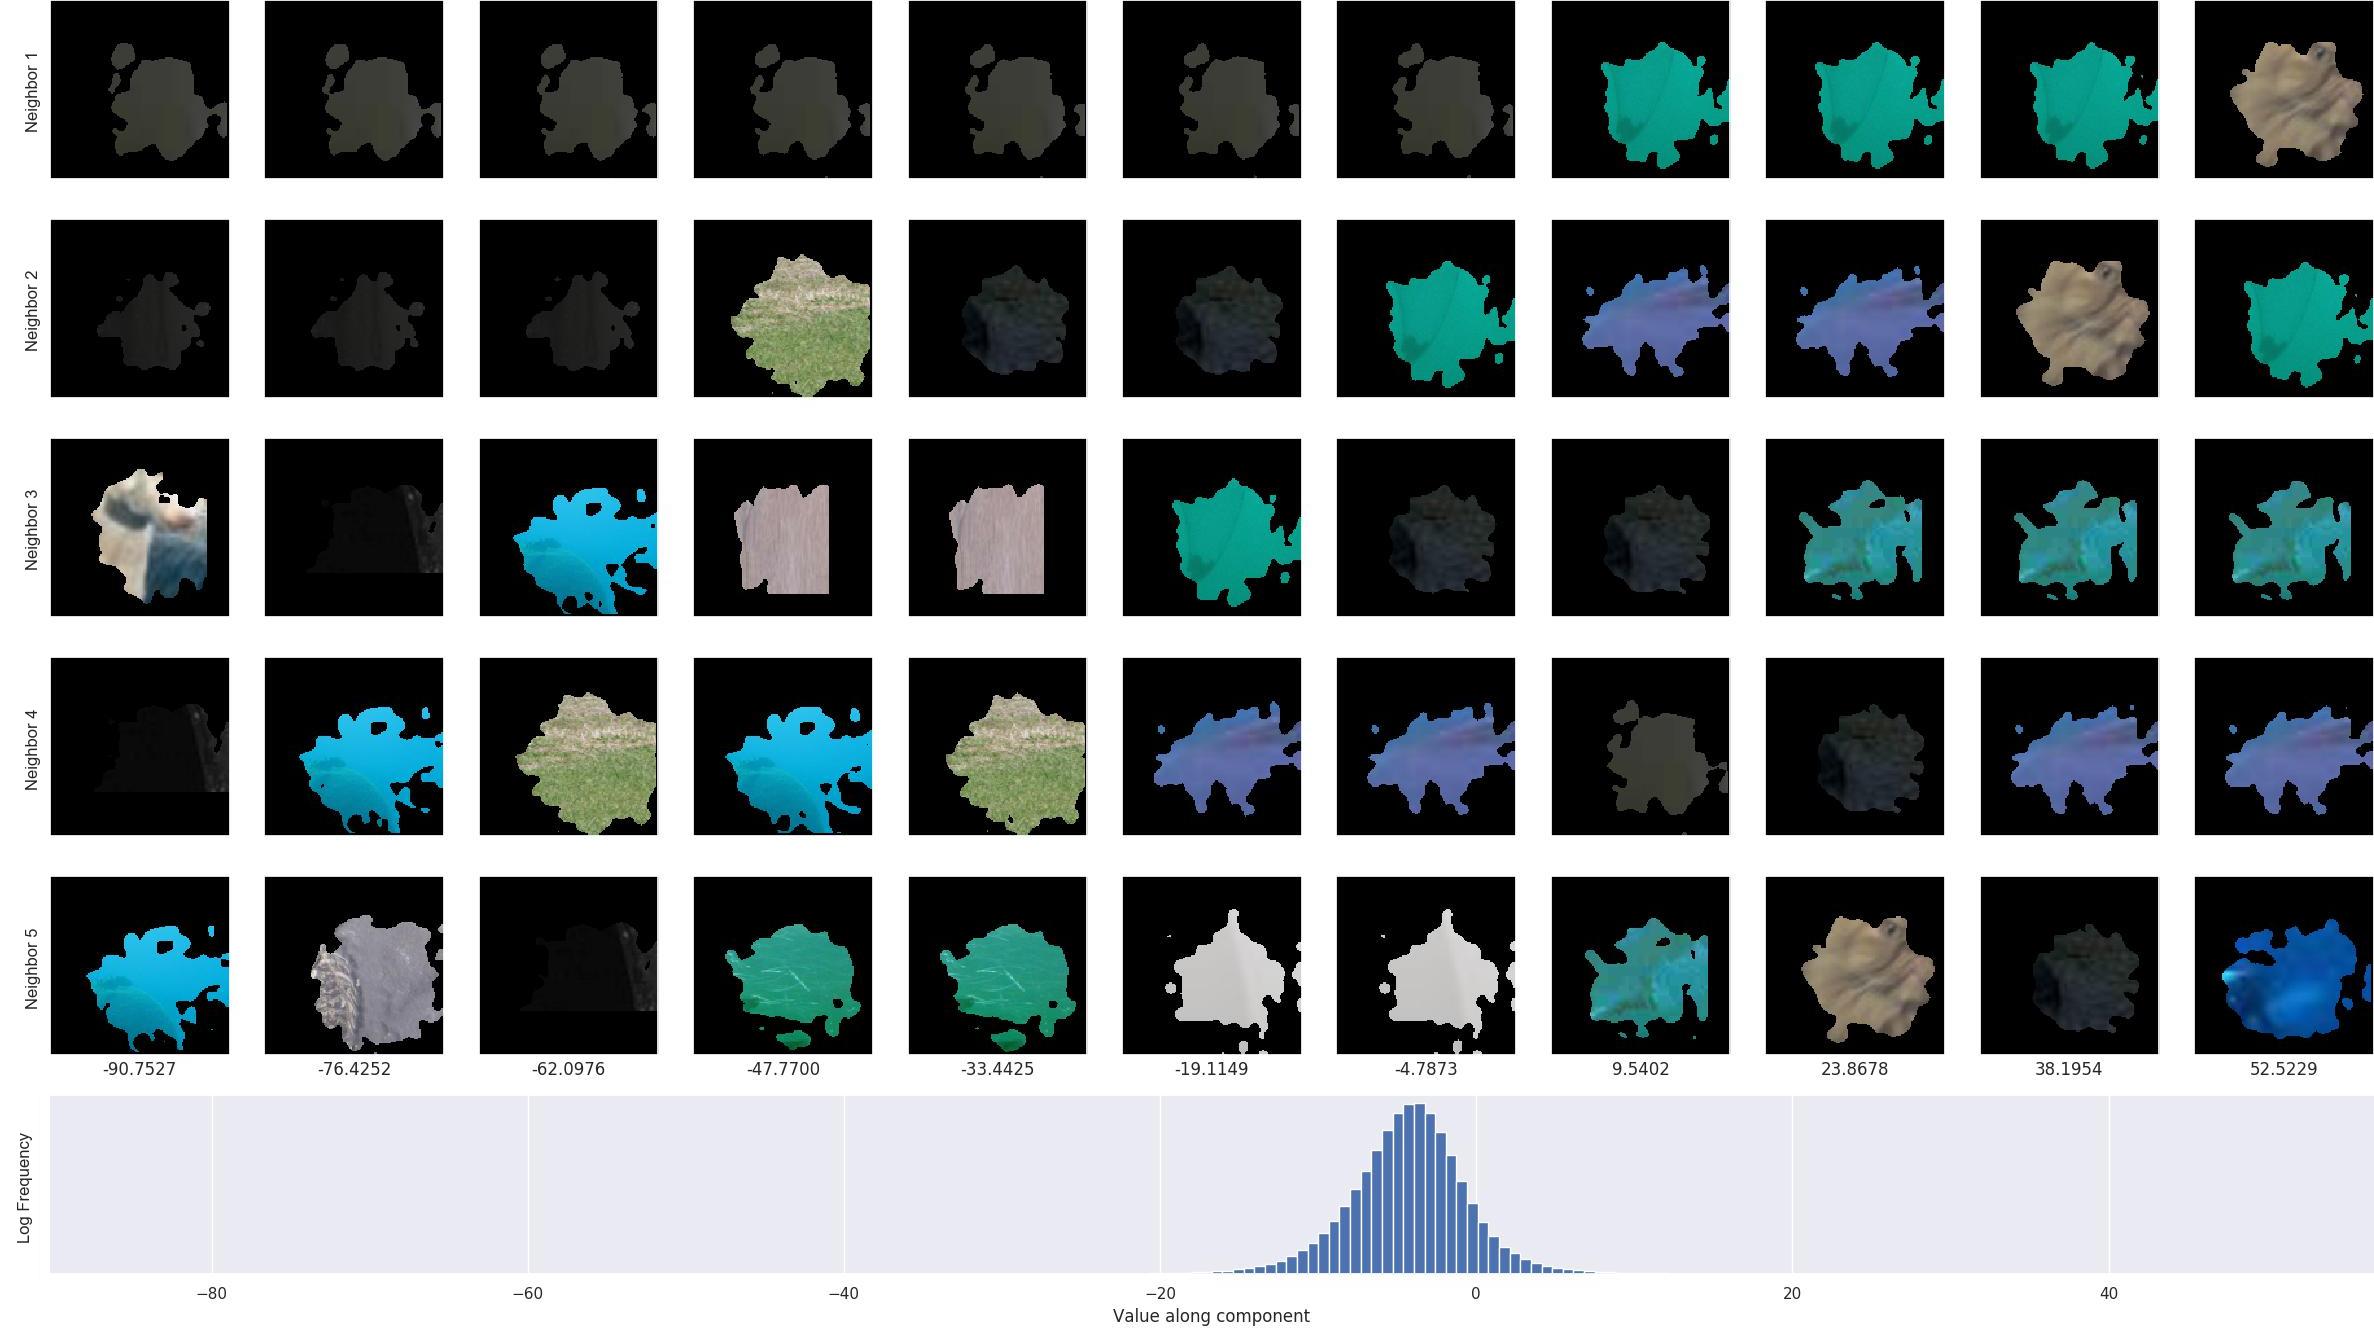 Neighbor 1
Neighbor 2
Neighbor 3
Neighbor 4
Neighbor 5
-90.7527 -76.4252 -62.0976 -47.7700 -33.4425 -19.1149 -4.7873 9.5402 23.8678 38.1954 52.5229
Log Frequency
−80 −60 −40 −20 0 20 40
Value along component